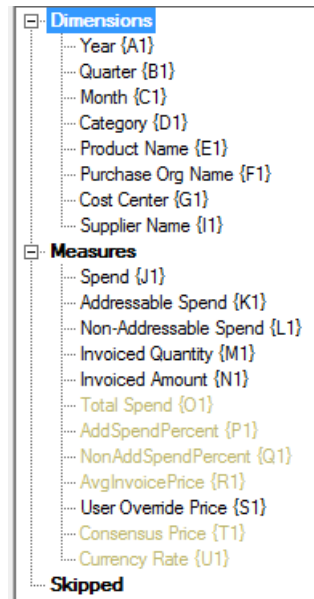 Dimensions
Year {A1}
Quarter {B1}
Month {C1}
Category {D1}
Product Name {E1}
Purchase Org Name {F1}
Cost Center {G1}
Supplier Name {I1}
Measures
Spend {J1}
Addressable Spend {K1}
Non-Addressable Spend {L1}
Invoiced Quantity {M1}
Invoiced Amount {N1}
Total Spend {O1}
AddSpendPercent {P1}
NonAddSpendPercent {Q1}
AvgInvoicePrice {R1}
User Override Price {S1}
Consensus Price {T1}
Currency Rate {U1}
Skipped